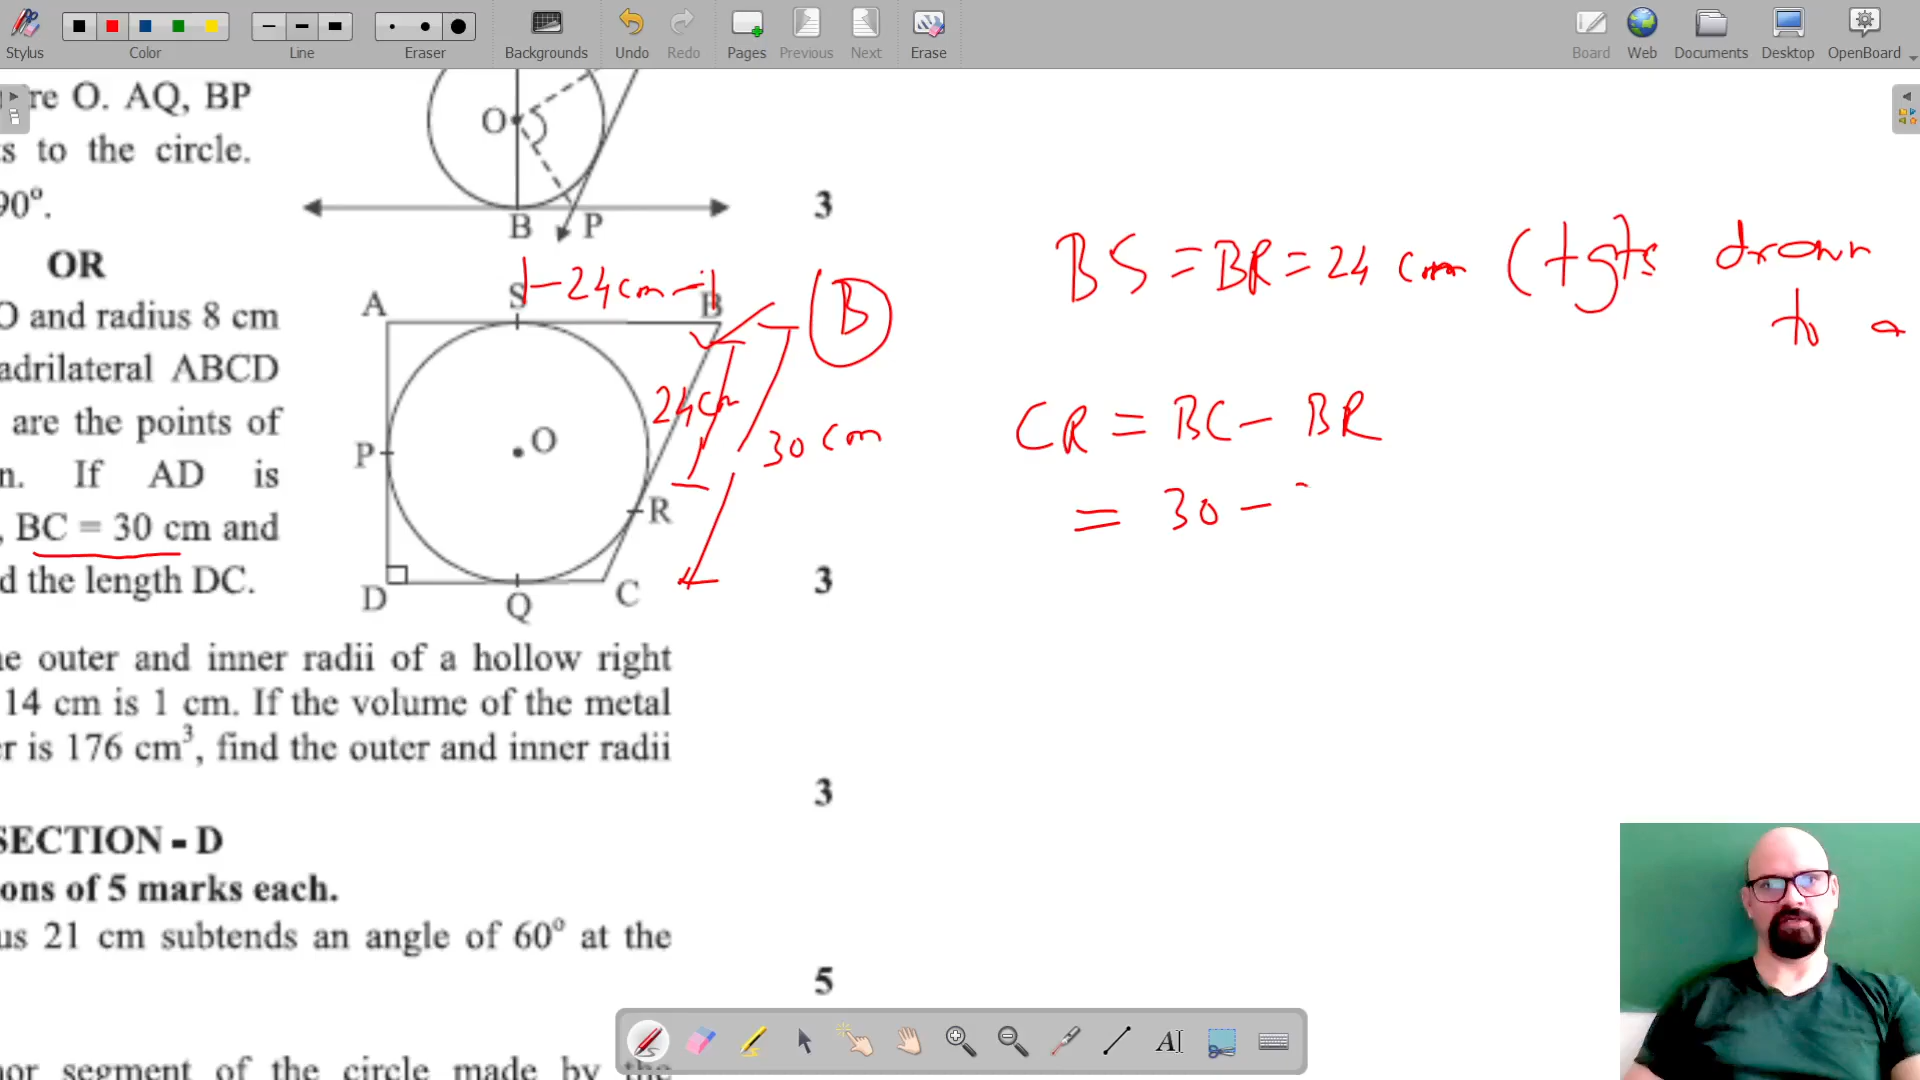 Stylus Color Line Eraser Backgrounds Undo Redo Pages Previous Next Erase Board Web Documents Desktop OpenBoard
re O. AQ, BP
s to the circle.
90°.
O
B P
3
OR
O and radius 8 cm
adrilateral ABCD
are the points of
n. If AD is
, BC = 30 cm and
d the length DC.
A S B
P O
R
D Q C
24 cm
B
24 cm
30 cm
3
BS = BR = 24 cm (tgts drawn
to a
CR = BC - BR
= 30 -
ne outer and inner radii of a hollow right
14 cm is 1 cm. If the volume of the metal
er is 176 cm³, find the outer and inner radii
3
SECTION - D
ons of 5 marks each.
us 21 cm subtends an angle of 60° at the
5
nor segment of the circle made by the
AI